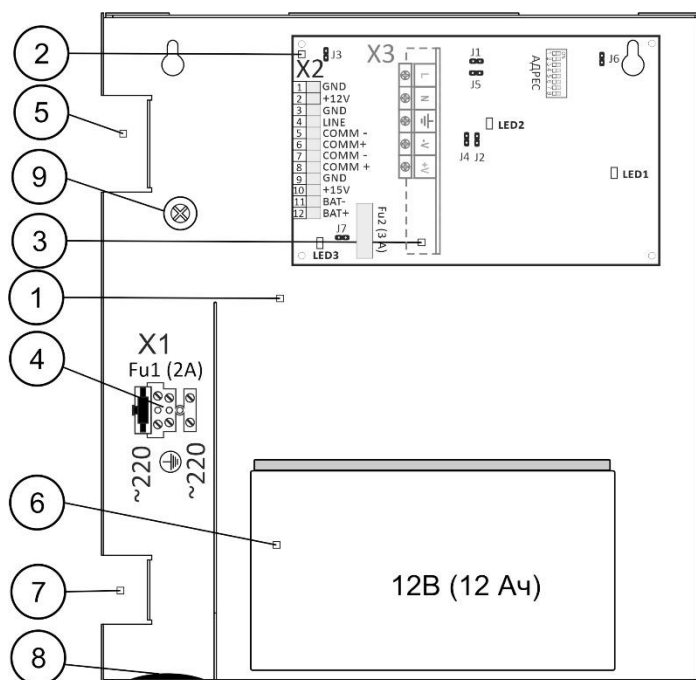 2
J3
X3
J1
АДРЕС
J6
X2
J5
1 GND
L
2 +12V
N
3 GND
4 LINE
LED2
5 COMM -
6 COMM+
-V
J4 J2
7 COMM -
8 COMM +
+V
LED1
9 GND
10 +15V
11 BAT-
12 BAT+
J7
Fu2 (3 A)
LED3
5
9
3
1
X1
4
Fu1 (2A)
~220
~220
6
12В (12 Ач)
7
8